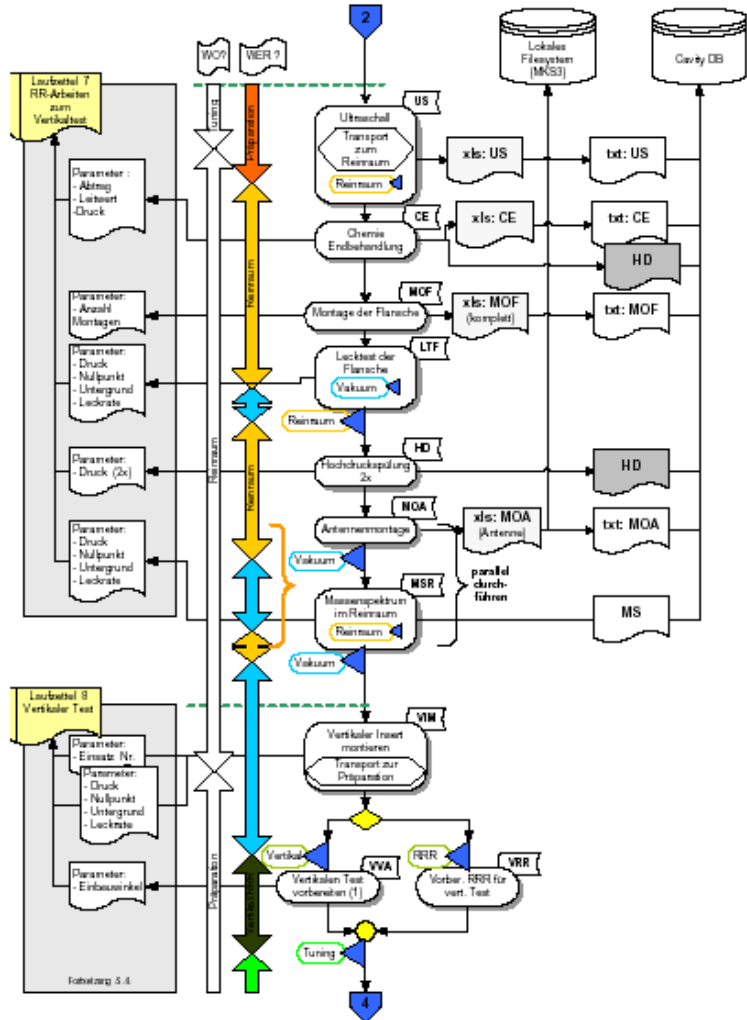 2
WO?
WER ?
Lokales
Filesystem
(MKS3)
Cavity DB
Laufzettel 7
RR-Arbeiten
zum
Vertikaltest
Tuning
Präparation
US
Ultraschall
Transport
zum
Reinraum
Reinraum
xls: US
txt: US
Parameter :
- Abtrag
- Leitwert
-Druck
CE
Chemie
Endbehandlung
xls: CE
txt: CE
HD
Reinraum
MOF
Montage der Flansche
xls: MOF
(komplett)
txt: MOF
Parameter:
- Anzahl
Montagen
LTF
Lecktest der
Flansche
Vakuum
Reinraum
Parameter:
- Druck
- Nullpunkt
- Untergrund
- Leckrate
Reinraum
Reinraum
HD
Hochdruckspülung
2x
HD
Parameter:
- Druck (2x)
MOA
Antennenmontage
xls: MOA
(Antenne)
txt: MOA
Vakuum
Parameter:
- Druck
- Nullpunkt
- Untergrund
- Leckrate
parallel
durch-
führen
MSR
Massenspektrum
im Reinraum
Reinraum
MS
Vakuum
Laufzettel 8
Vertikaler Test
VIM
Vertikaler Insert
montieren
Transport zur
Präparation
Parameter:
- Einsatz Nr.
Parameter:
- Druck
- Nullpunkt
- Untergrund
- Leckrate
Präparation
Vertikal
RRR
VVA
Vertikalen Test
vorbereiten (1)
VRR
Vorber. RRR für
vert. Test
Parameter:
- Einbauwinkel
Tuning
4